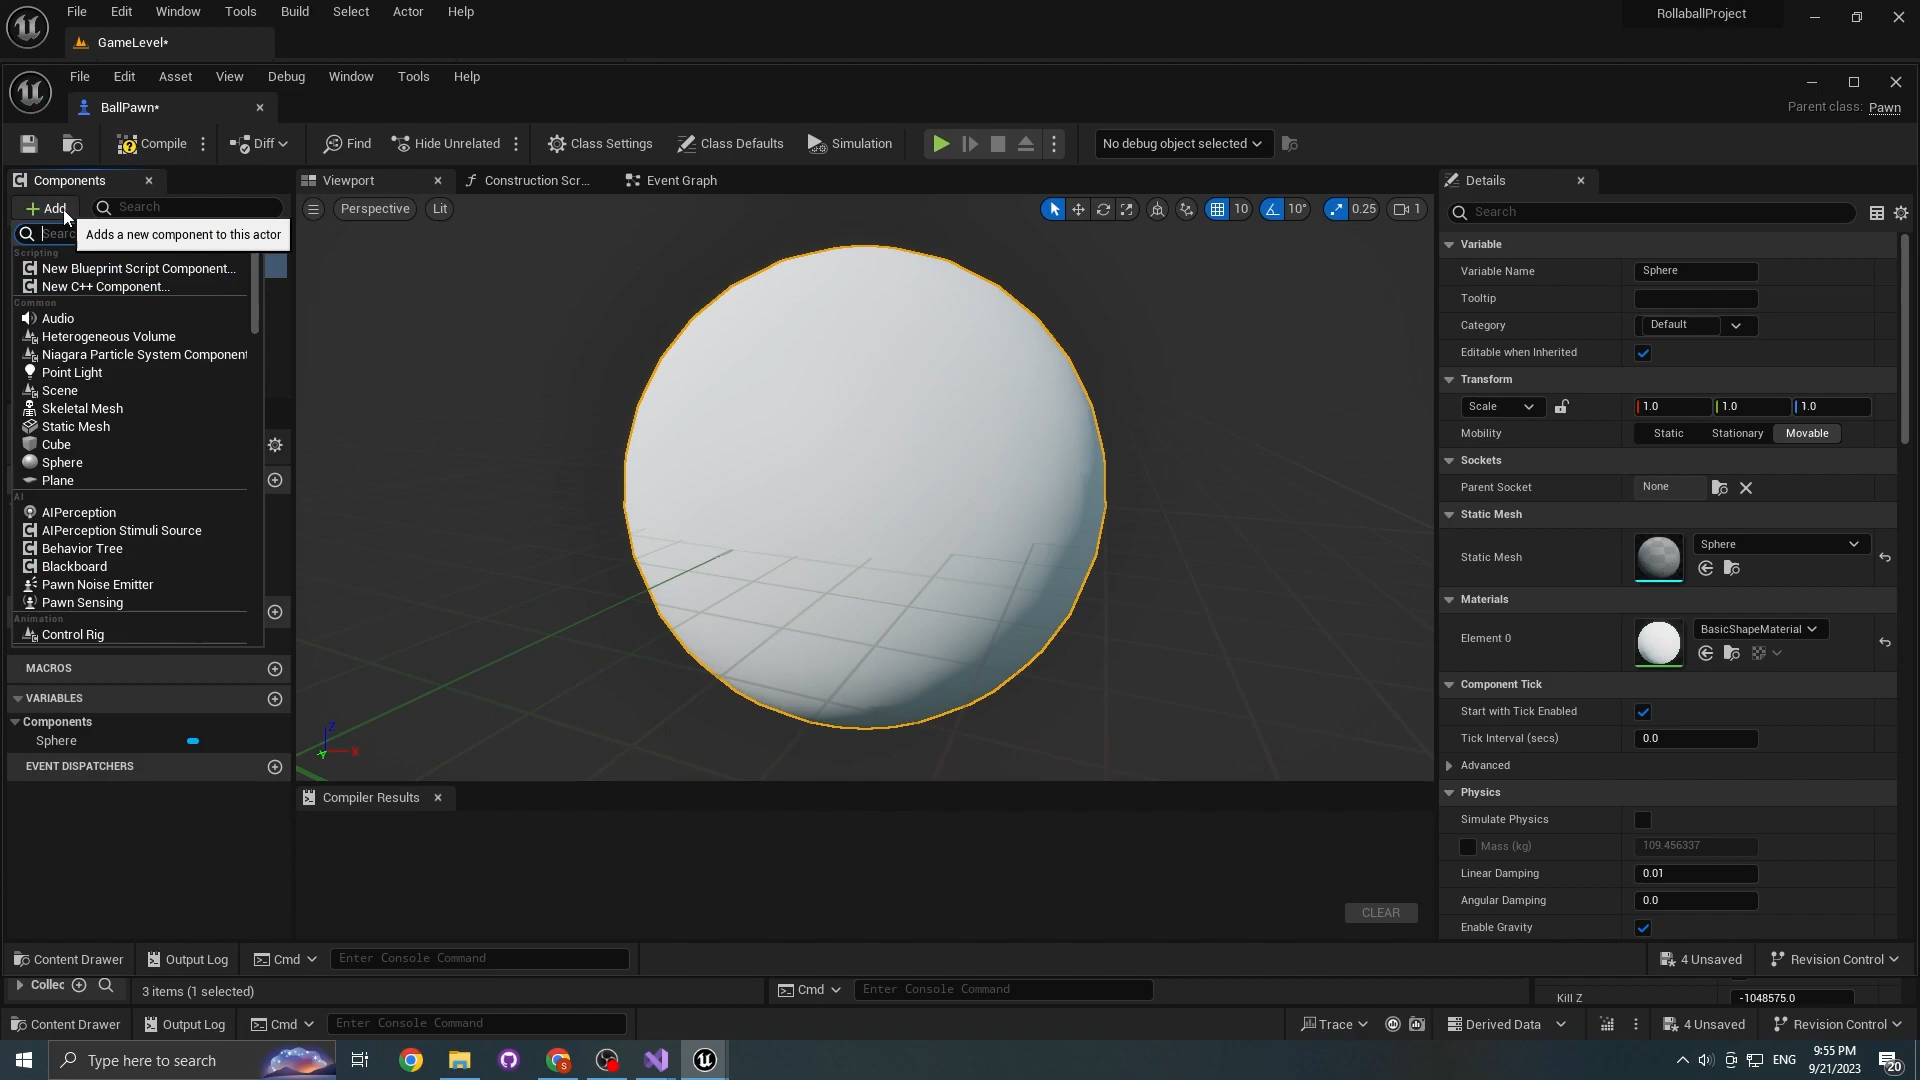 File Edit Window Tools Build Select Actor Help
RollaballProject
GameLevel*
File Edit Asset View Debug Window Tools Help
BallPawn*
Parent class: Pawn
Compile Diff Find Hide Unrelated Class Settings Class Defaults Simulation No debug object selected
Components
Add Search
Adds a new component to this actor
Scripting
New Blueprint Script Component...
New C++ Component...
Common
Audio
Heterogeneous Volume
Niagara Particle System Component
Point Light
Scene
Skeletal Mesh
Static Mesh
Cube
Sphere
Plane
AI
AIPerception
AIPerception Stimuli Source
Behavior Tree
Blackboard
Pawn Noise Emitter
Pawn Sensing
Animation
Control Rig
MACROS
VARIABLES
Components
Sphere
EVENT DISPATCHERS
Viewport Construction Scr... Event Graph
Perspective Lit 10 10° 0.25 1
Z
X
Y
Compiler Results
CLEAR
Details
Search
Variable
Variable Name Sphere
Tooltip
Category Default
Editable when Inherited
Transform
Scale 1.0 1.0 1.0
Mobility Static Stationary Movable
Sockets
Parent Socket None
Static Mesh
Static Mesh Sphere
Materials
Element 0 BasicShapeMaterial
Component Tick
Start with Tick Enabled
Tick Interval (secs) 0.0
Advanced
Physics
Simulate Physics
Mass (kg) 109.456337
Linear Damping 0.01
Angular Damping 0.0
Enable Gravity
Content Drawer Output Log Cmd Enter Console Command 4 Unsaved Revision Control
Collec 3 items (1 selected) Cmd Enter Console Command Kill Z -1048575.0
Content Drawer Output Log Cmd Enter Console Command Trace Derived Data 4 Unsaved Revision Control
Type here to search
S
ENG
9:55 PM
9/21/2023
20